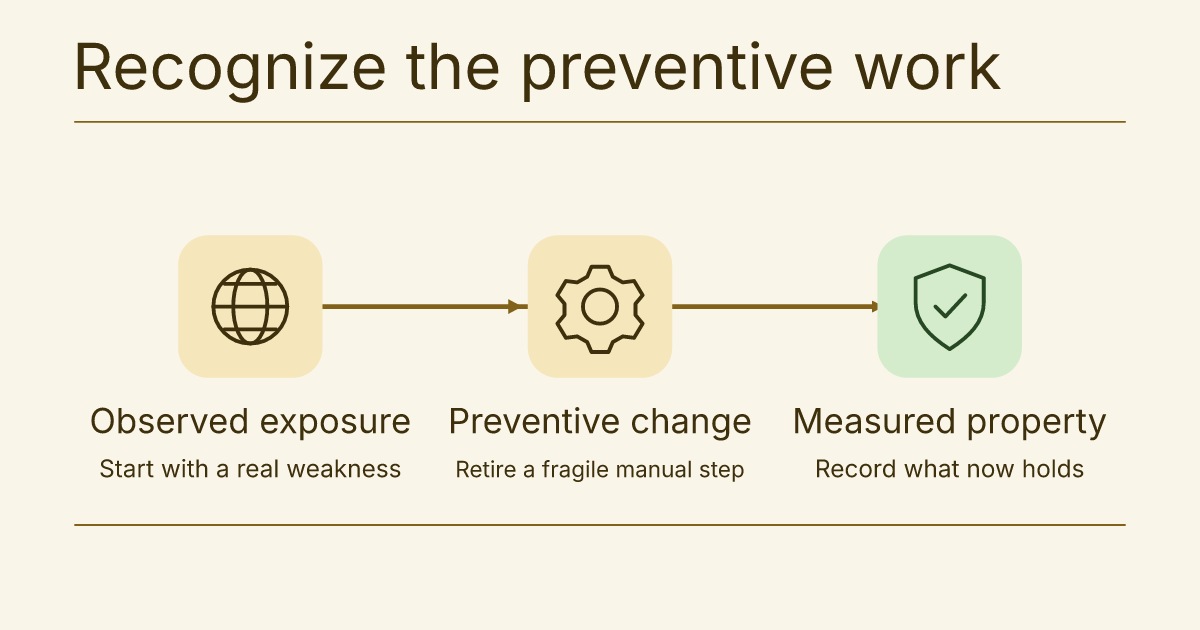 Recognize the preventive work
Observed exposure
Start with a real weakness
Preventive change
Retire a fragile manual step
Measured property
Record what now holds